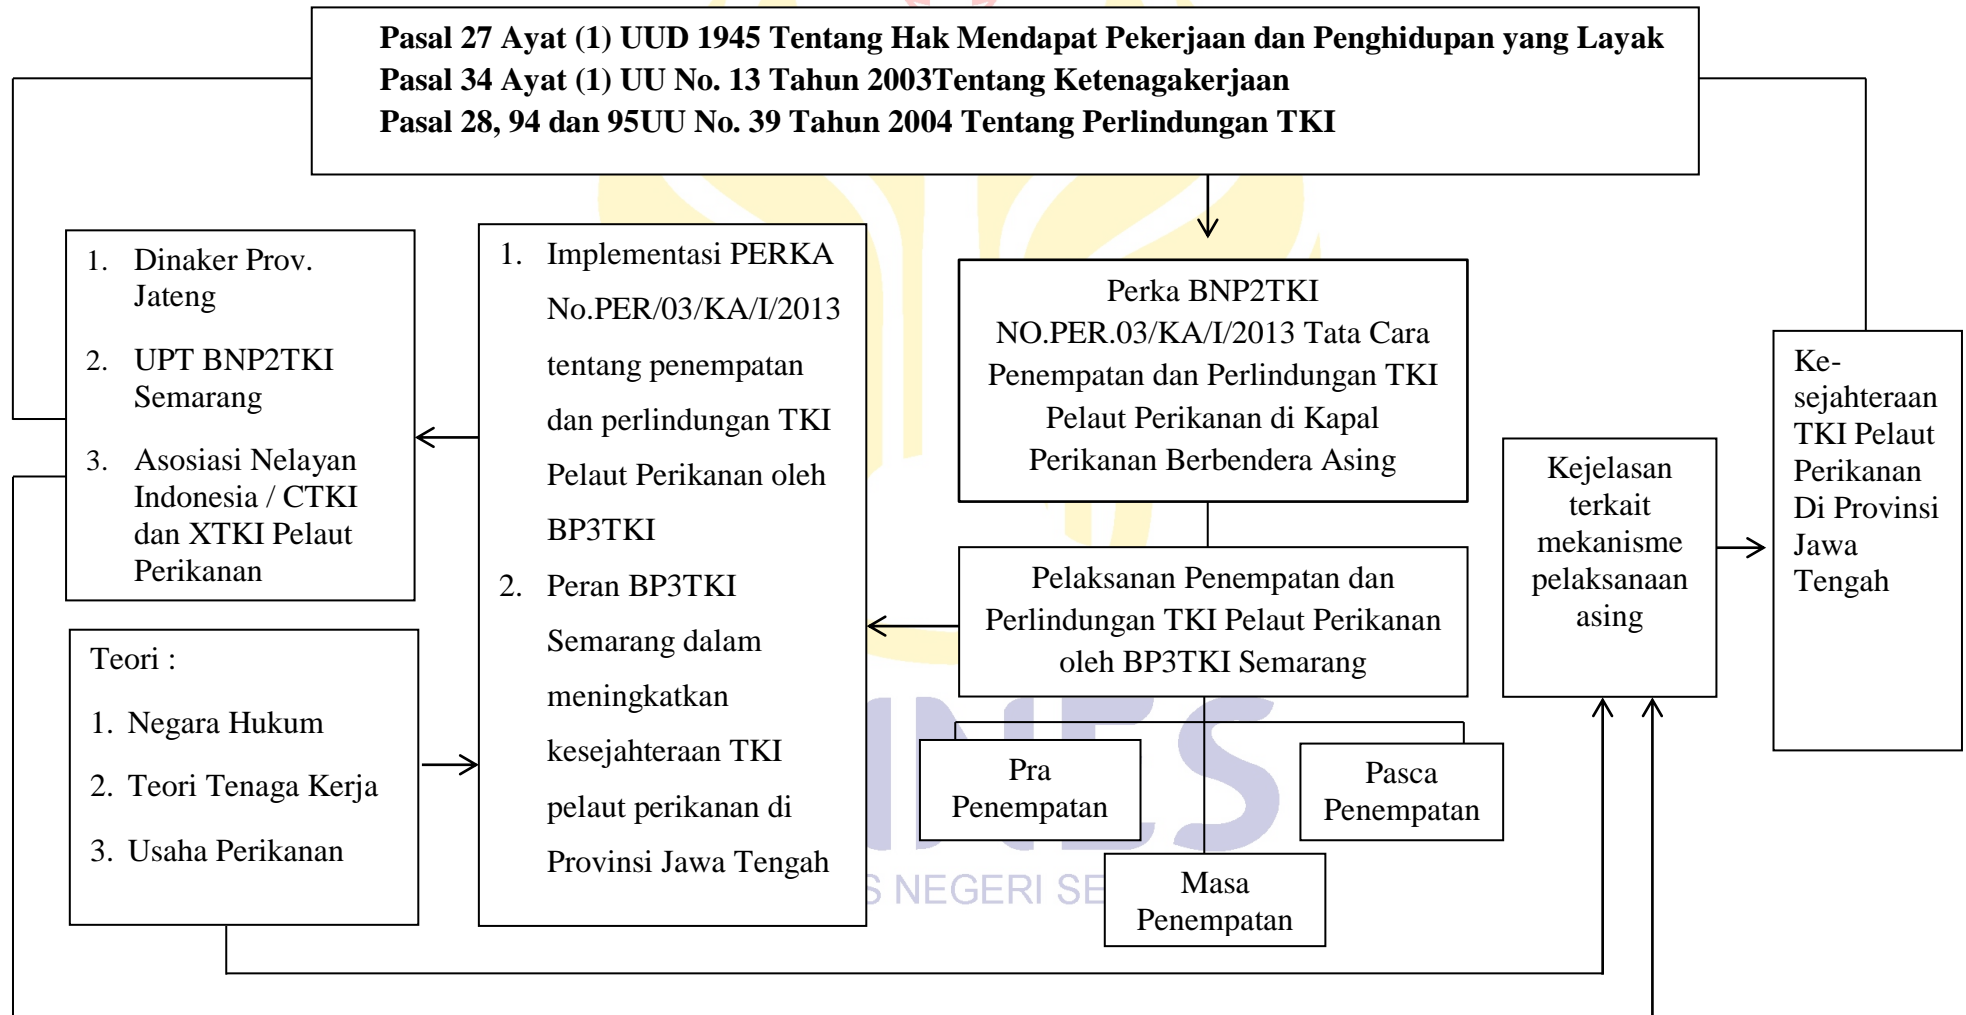 Pasal 27 Ayat (1) UUD 1945 Tentang Hak Mendapat Pekerjaan dan Penghidupan yang Layak
Pasal 34 Ayat (1) UU No. 13 Tahun 2003Tentang Ketenagakerjaan
Pasal 28, 94 dan 95UU No. 39 Tahun 2004 Tentang Perlindungan TKI
1. Dinaker Prov.
Jateng
2. UPT BNP2TKI
Semarang
3. Asosiasi Nelayan
Indonesia / CTKI
dan XTKI Pelaut
Perikanan
Teori :
1. Negara Hukum
2. Teori Tenaga Kerja
3. Usaha Perikanan
1. Implementasi PERKA
No.PER/03/KA/I/2013
tentang penempatan
dan perlindungan TKI
Pelaut Perikanan oleh
BP3TKI
2. Peran BP3TKI
Semarang dalam
meningkatkan
kesejahteraan TKI
pelaut perikanan di
Provinsi Jawa Tengah
Perka BNP2TKI
NO.PER.03/KA/I/2013 Tata Cara
Penempatan dan Perlindungan TKI
Pelaut Perikanan di Kapal
Perikanan Berbendera Asing
Pelaksanan Penempatan dan
Perlindungan TKI Pelaut Perikanan
oleh BP3TKI Semarang
Pra
Penempatan
Masa
Penempatan
Pasca
Penempatan
Kejelasan
terkait
mekanisme
pelaksanaan
asing
Ke-
sejahteraan
TKI Pelaut
Perikanan
Di Provinsi
Jawa
Tengah
S NEGERI SE